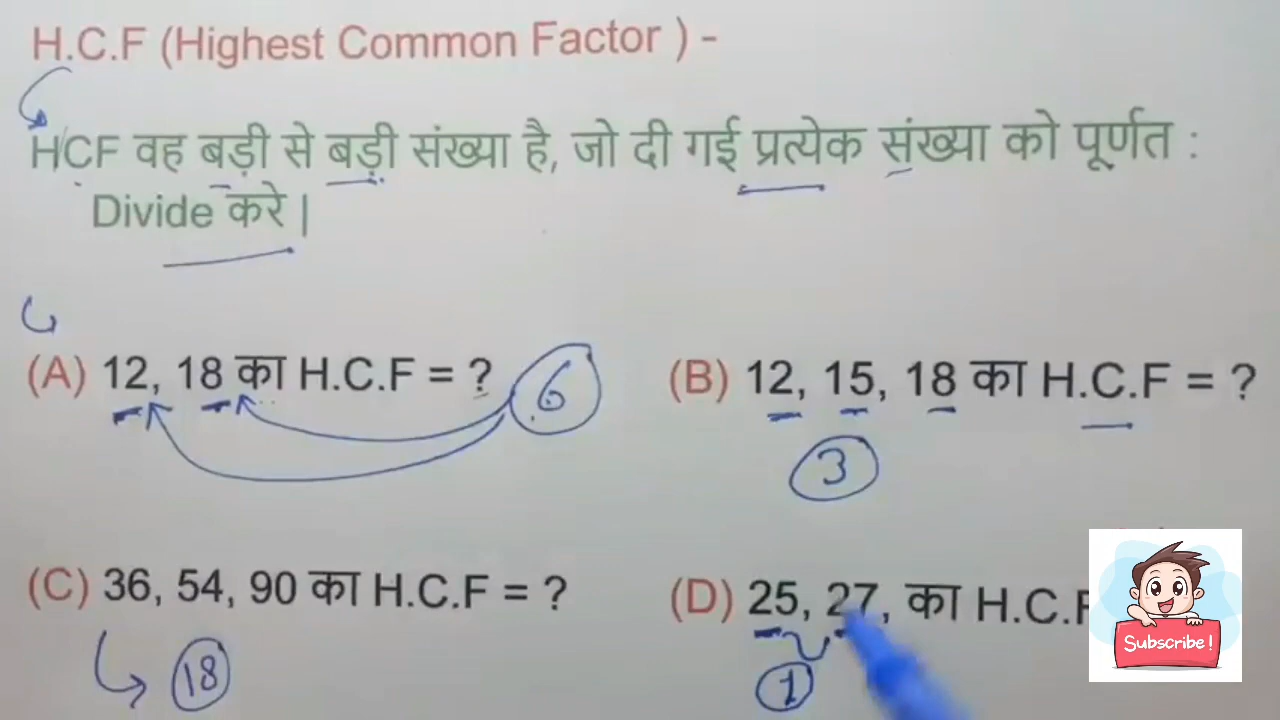 H.C.F (Highest Common Factor ) -
HCF वह बड़ी से बड़ी संख्या है, जो दी गई प्रत्येक संख्या को पूर्णत :
Divide करे |
(A) 12, 18 का H.C.F = ? 6
(B) 12, 15, 18 का H.C.F = ?
3
(C) 36, 54, 90 का H.C.F = ?
18
(D) 25, 27, का H.C.F
1
Subscribe!